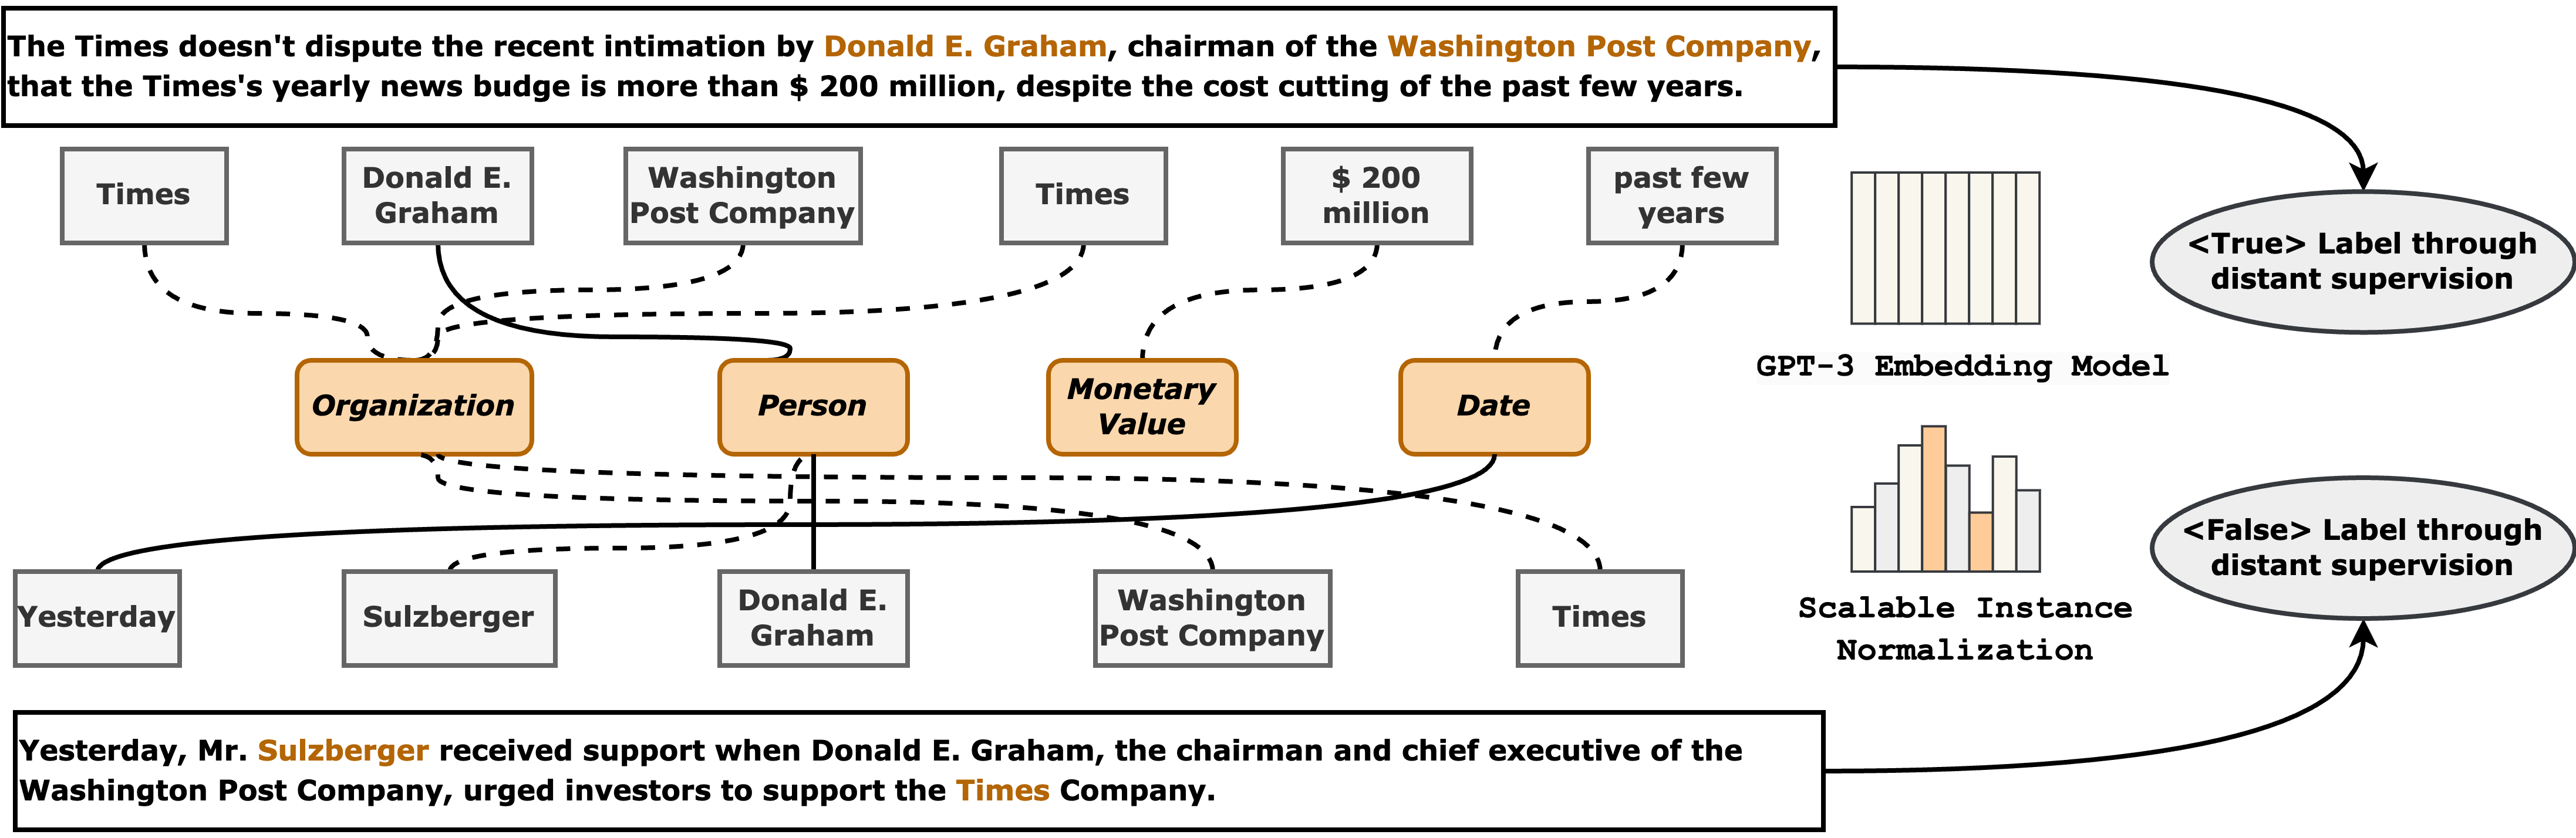 The Times doesn't dispute the recent intimation by Donald E. Graham, chairman of the Washington Post Company,
that the Times's yearly news budge is more than $ 200 million, despite the cost cutting of the past few years.
Times
Donald E.
Graham
Washington
Post Company
Times
$ 200
million
past few
years
<True> Label through
distant supervision
GPT-3 Embedding Model
Organization
Person
Monetary
Value
Date
<False> Label through
distant supervision
Scalable Instance
Normalization
Yesterday
Sulzberger
Donald E.
Graham
Washington
Post Company
Times
Yesterday, Mr. Sulzberger received support when Donald E. Graham, the chairman and chief executive of the
Washington Post Company, urged investors to support the Times Company.